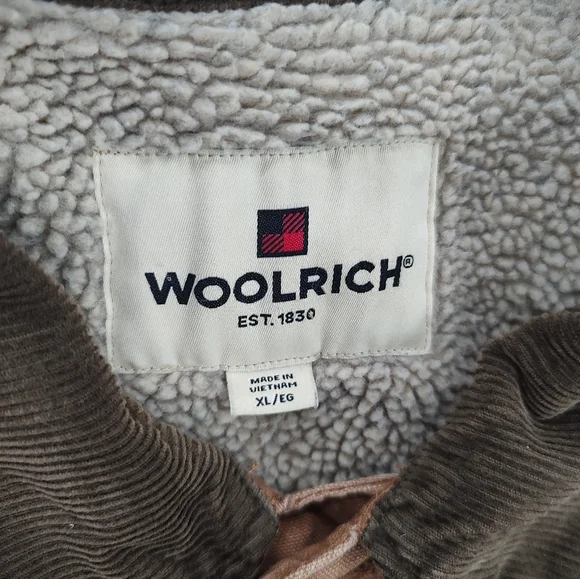 WOOLRICH®
EST. 1830
MADE IN
VIETNAM
XL/EG